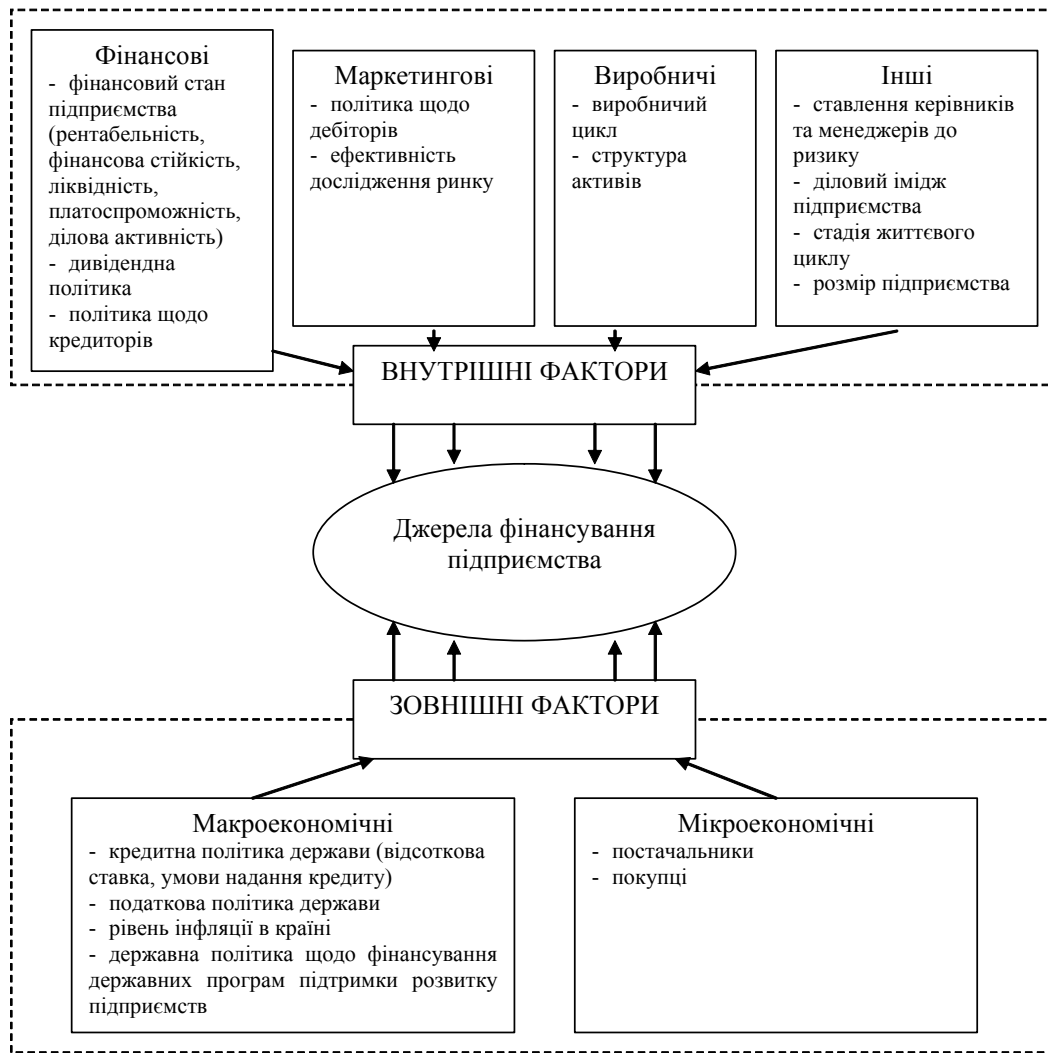 Фінансові
- фінансовий стан
підприємства
(рентабельність,
фінансова стійкість,
ліквідність,
платоспроможність,
ділова активність)
- дивідендна
політика
- політика щодо
кредиторів
Маркетингові
- політика щодо
дебіторів
- ефективність
дослідження ринку
Виробничі
- виробничий
цикл
- структура
активів
Інші
- ставлення керівників
та менеджерів до
ризику
- діловий імідж
підприємства
- стадія життєвого
циклу
- розмір підприємства
ВНУТРІШНІ ФАКТОРИ
Джерела фінансування
підприємства
ЗОВНІШНІ ФАКТОРИ
Макроекономічні
- кредитна політика держави (відсоткова
ставка, умови надання кредиту)
- податкова політика держави
- рівень інфляції в країні
- державна політика щодо фінансування
державних програм підтримки розвитку
підприємств
Мікроекономічні
- постачальники
- покупці